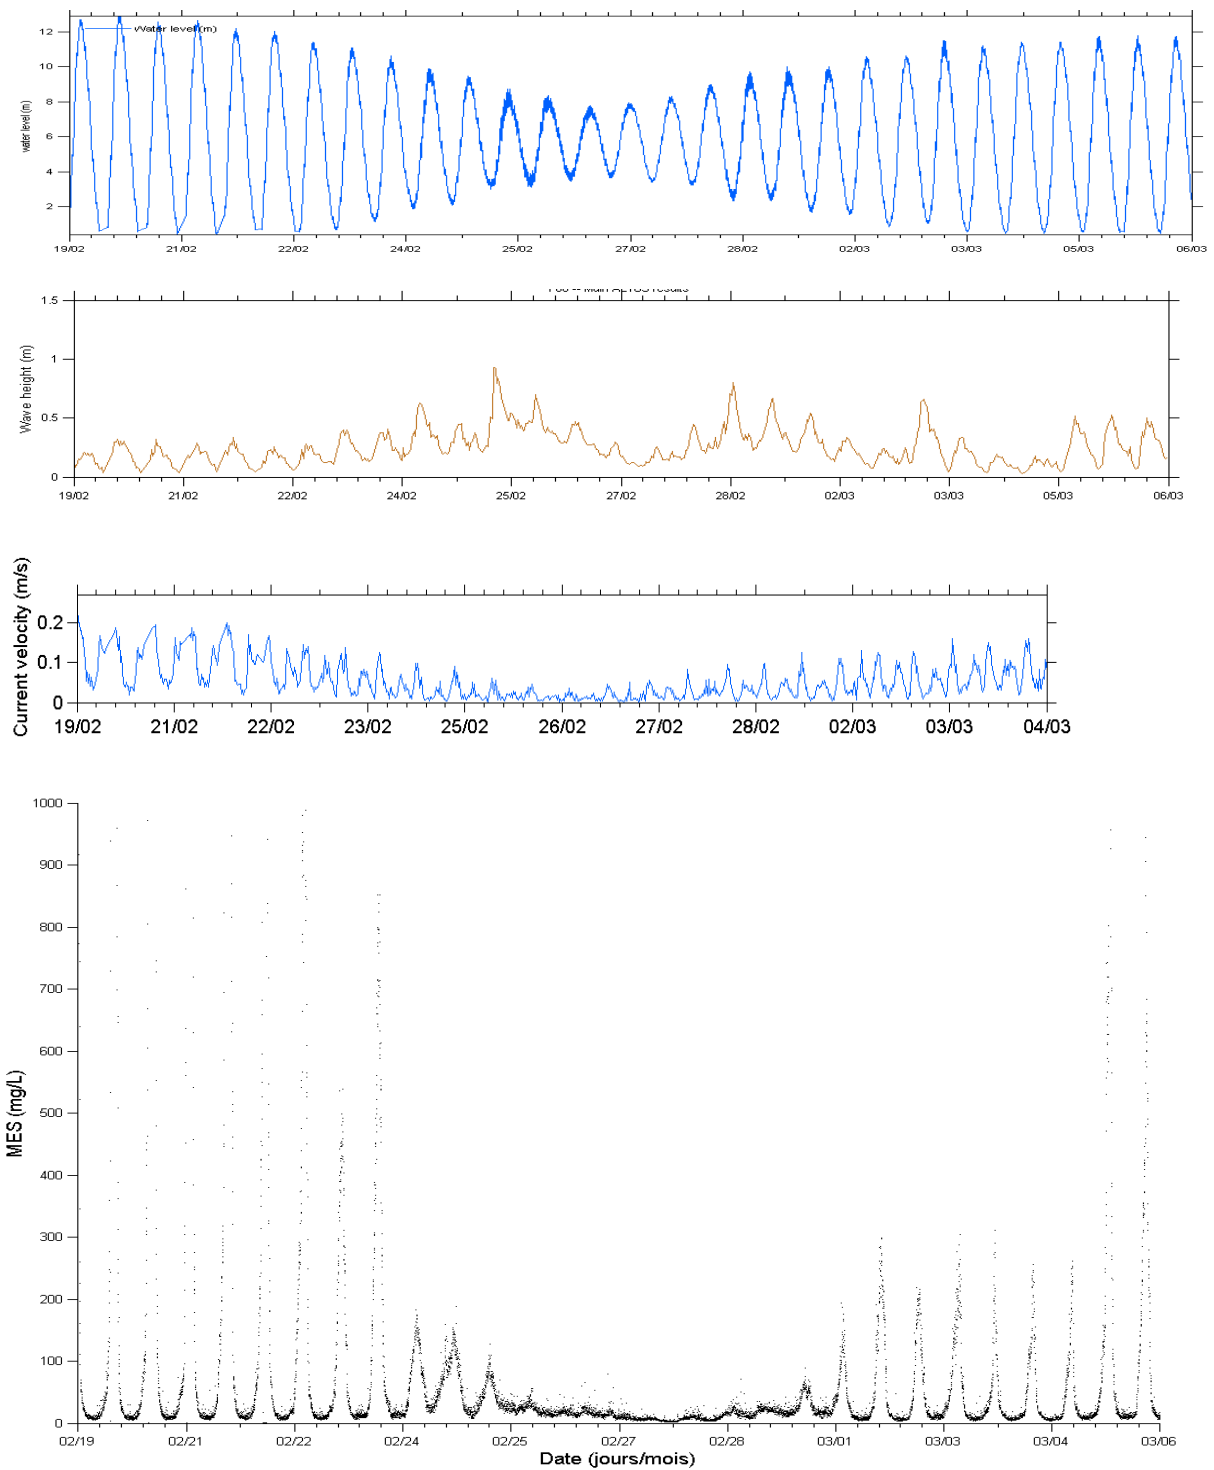 Water level (m)
water level (m)
12
10
8
6
4
2
19/02 21/02 22/02 24/02 25/02 27/02 28/02 02/03 03/03 05/03 06/03
Main ALTUS results
Wave height (m)
1.5
1
0.5
0
19/02 21/02 22/02 24/02 25/02 27/02 28/02 02/03 03/03 05/03 06/03
Current velocity (m/s)
0.2
0.1
0
19/02 21/02 22/02 23/02 25/02 26/02 27/02 28/02 02/03 03/03 04/03
MES (mg/L)
1000
900
800
700
600
500
400
300
200
100
0
02/19 02/21 02/22 02/24 02/25 02/27 02/28 03/01 03/03 03/04 03/06
Date (jours/mois)